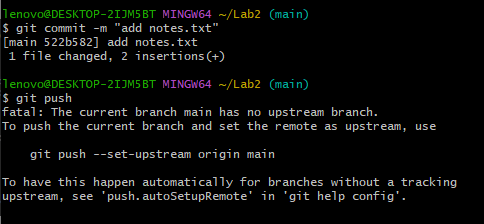 lenovo@DESKTOP-2IJM5BT MINGW64 ~/Lab2 (main)
$ git commit -m "add notes.txt"
[main 522b582] add notes.txt
 1 file changed, 2 insertions(+)

lenovo@DESKTOP-2IJM5BT MINGW64 ~/Lab2 (main)
$ git push
fatal: The current branch main has no upstream branch.
To push the current branch and set the remote as upstream, use

    git push --set-upstream origin main

To have this happen automatically for branches without a tracking
upstream, see 'push.autoSetupRemote' in 'git help config'.